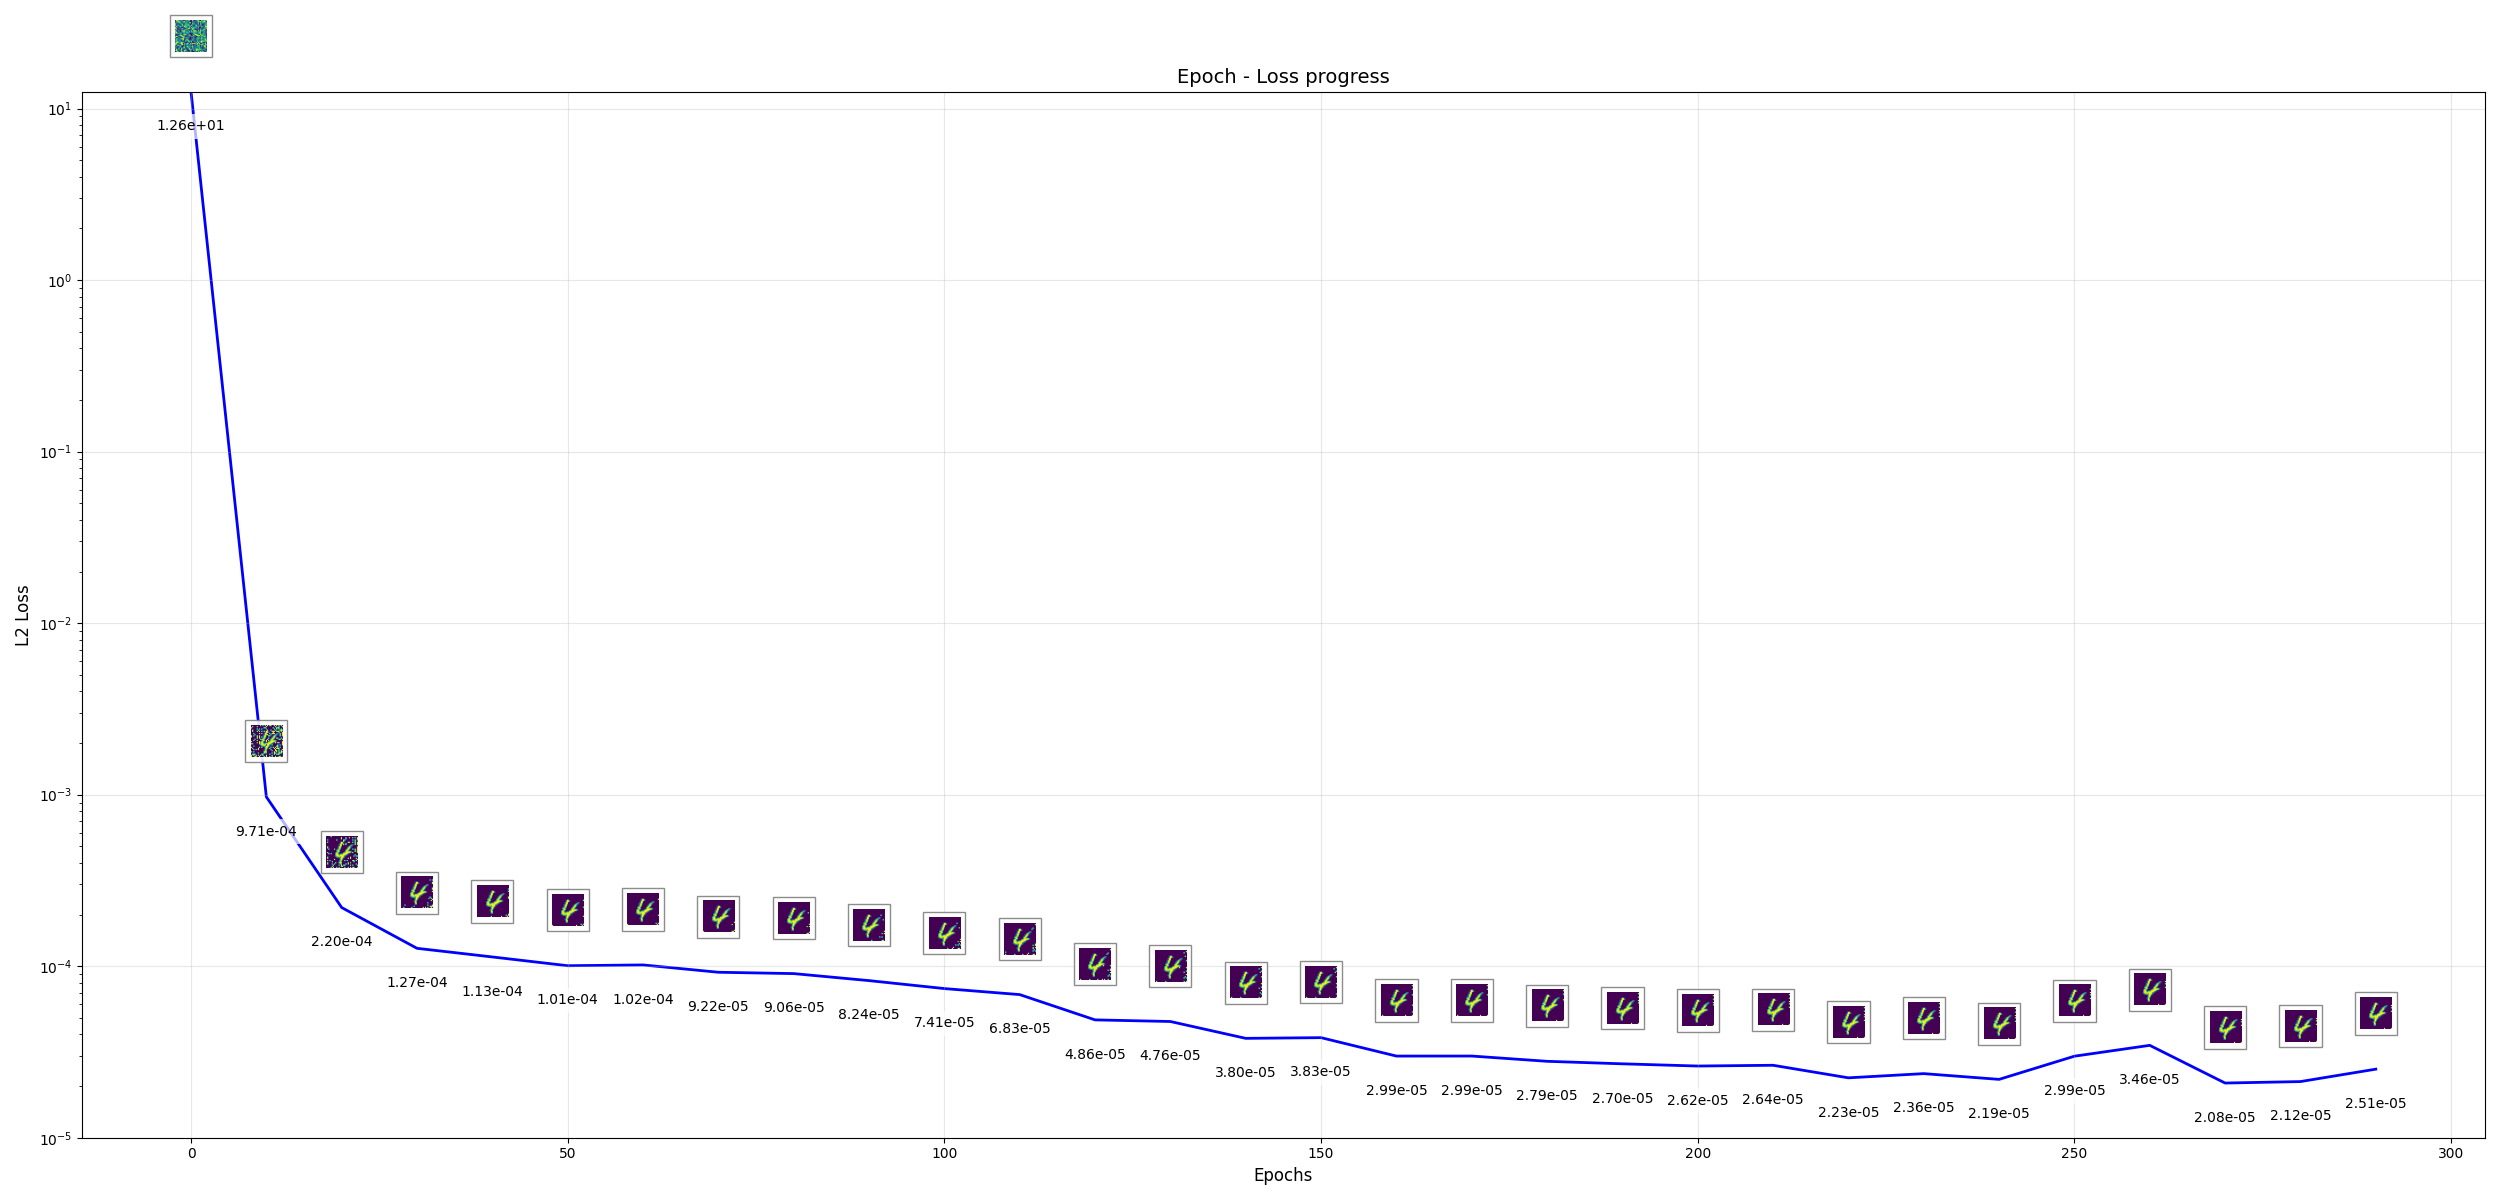 Epoch - Loss progress
10¹
10⁰
10⁻¹
10⁻²
10⁻³
10⁻⁴
10⁻⁵
L2 Loss
1.26e+01
9.71e-04
2.20e-04
1.27e-04
1.13e-04
1.01e-04
1.02e-04
9.22e-05
9.06e-05
8.24e-05
7.41e-05
6.83e-05
4.86e-05
4.76e-05
3.80e-05
3.83e-05
2.99e-05
2.99e-05
2.79e-05
2.70e-05
2.62e-05
2.64e-05
2.23e-05
2.36e-05
2.19e-05
2.99e-05
3.46e-05
2.08e-05
2.12e-05
2.51e-05
0 50 100 150 200 250 300
Epochs